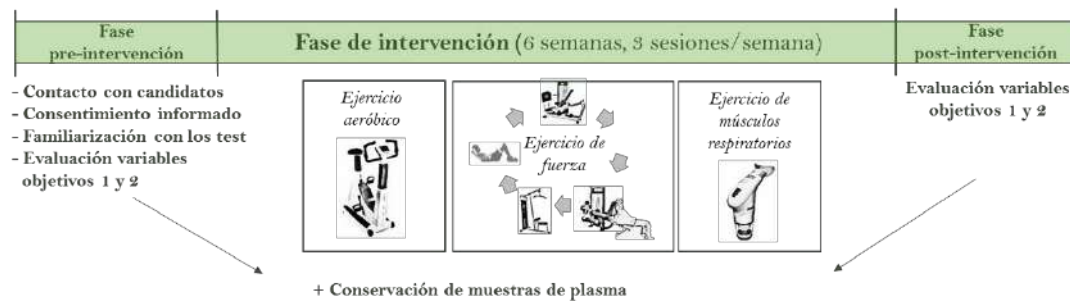 Fase
pre-intervención
Fase de intervención (6 semanas, 3 sesiones/semana)
Fase
post-intervención
- Contacto con candidatos
- Consentimiento informado
- Familiarización con los test
- Evaluación variables
objetivos 1 y 2
Ejercicio
aeróbico
Ejercicio de
fuerza
Ejercicio de
músculos
respiratorios
Evaluación variables
objetivos 1 y 2
+ Conservación de muestras de plasma